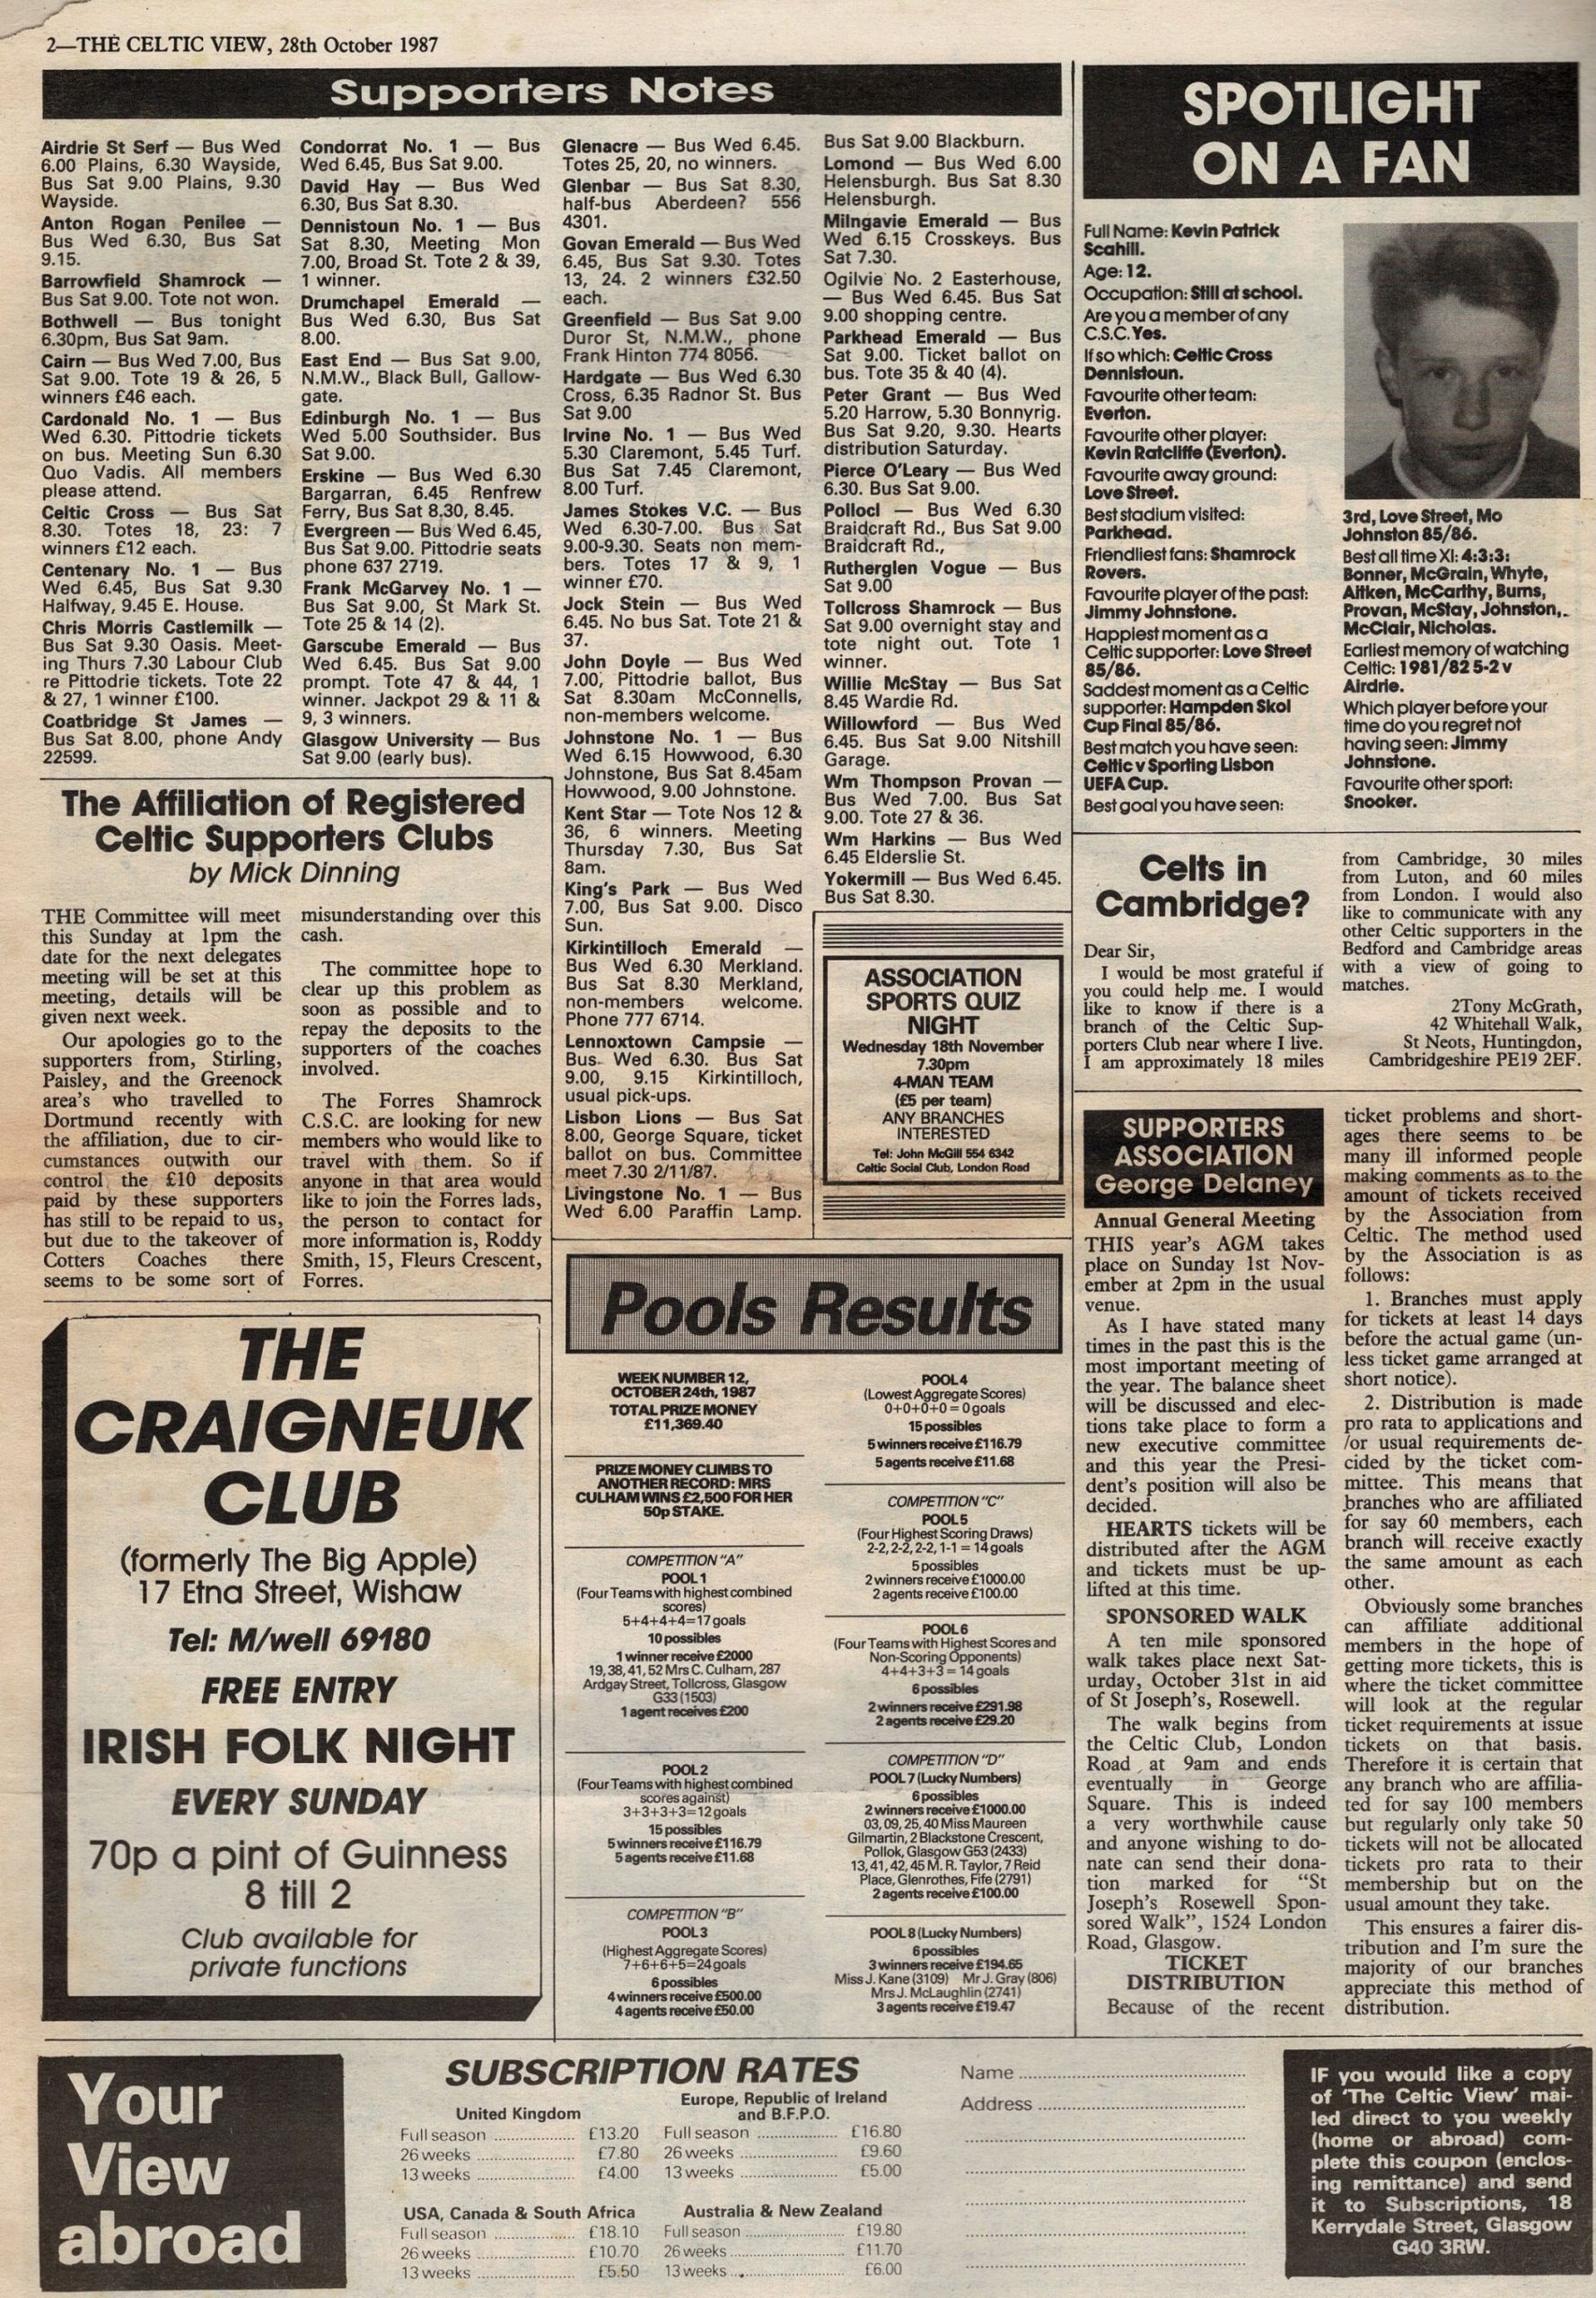 2—THE CELTIC VIEW, 28th October 1987
Supporters Notes
Airdrie St Serf — Bus Wed
6.00 Plains, 6.30 Wayside,
Bus Sat 9.00 Plains, 9.30
Wayside.
Anton Rogan Penilee —
Bus Wed 6.30, Bus Sat
9.15.
Barrowfield Shamrock —
Bus Sat 9.00. Tote not won.
Bothwell — Bus tonight
6.30pm, Bus Sat 9am.
Cairn — Bus Wed 7.00, Bus
Sat 9.00. Tote 19 & 26, 5
winners £46 each.
Cardonald No. 1 — Bus
Wed 6.30. Pittodrie tickets
on bus. Meeting Sun 6.30
Quo Vadis. All members
please attend.
Celtic Cross — Bus Sat
8.30. Totes 18, 23: 7
winners £12 each.
Centenary No. 1 — Bus
Wed 6.45, Bus Sat 9.30
Halfway, 9.45 E. House.
Chris Morris Castlemilk —
Bus Sat 9.30 Oasis. Meet-
ing Thurs 7.30 Labour Club
re Pittodrie tickets. Tote 22
& 27, 1 winner £100.
Coatbridge St James —
Bus Sat 8.00, phone Andy
22599.
Condorrat No. 1 — Bus
Wed 6.45, Bus Sat 9.00.
David Hay — Bus Wed
6.30, Bus Sat 8.30.
Dennistoun No. 1 — Bus
Sat 8.30, Meeting Mon
7.00, Broad St. Tote 2 & 39,
1 winner.
Drumchapel Emerald —
Bus Wed 6.30, Bus Sat
8.00.
East End — Bus Sat 9.00,
N.M.W., Black Bull, Gallow-
gate.
Edinburgh No. 1 — Bus
Wed 5.00 Southsider. Bus
Sat 9.00.
Erskine — Bus Wed 6.30
Bargarran, 6.45 Renfrew
Ferry, Bus Sat 8.30, 8.45.
Evergreen — Bus Wed 6.45,
Bus Sat 9.00. Pittodrie seats
phone 637 2719.
Frank McGarvey No. 1 —
Bus Sat 9.00, St Mark St.
Tote 25 & 14 (2).
Garscube Emerald — Bus
Wed 6.45. Bus Sat 9.00
prompt. Tote 47 & 44, 1
winner. Jackpot 29 & 11 &
9, 3 winners.
Glasgow University — Bus
Sat 9.00 (early bus).
Glenacre — Bus Wed 6.45.
Totes 25, 20, no winners.
Glenbar — Bus Sat 8.30,
half-bus Aberdeen? 556
4301.
Govan Emerald — Bus Wed
6.45, Bus Sat 9.30. Totes
13, 24. 2 winners £32.50
each.
Greenfield — Bus Sat 9.00
Duror St, N.M.W., phone
Frank Hinton 774 8056.
Hardgate — Bus Wed 6.30
Cross, 6.35 Radnor St. Bus
Sat 9.00
Irvine No. 1 — Bus Wed
5.30 Claremont, 5.45 Turf.
Bus Sat 7.45 Claremont,
8.00 Turf.
James Stokes V.C. — Bus
Wed 6.30-7.00. Bus Sat
9.00-9.30. Seats non mem-
bers. Totes 17 & 9, 1
winner £70.
Jock Stein — Bus Wed
6.45. No bus Sat. Tote 21 &
37.
John Doyle — Bus Wed
7.00, Pittodrie ballot, Bus
Sat 8.30am McConnells,
non-members welcome.
Johnstone No. 1 — Bus
Wed 6.15 Howwood, 6.30
Johnstone, Bus Sat 8.45am
Howwood, 9.00 Johnstone.
Kent Star — Tote Nos 12 &
36, 6 winners. Meeting
Thursday 7.30, Bus Sat
8am.
King's Park — Bus Wed
7.00, Bus Sat 9.00. Disco
Sun.
Kirkintilloch Emerald —
Bus Wed 6.30 Merkland.
Bus Sat 8.30 Merkland,
non-members welcome.
Phone 777 6714.
Lennoxtown Campsie —
Bus Wed 6.30. Bus Sat
9.00, 9.15 Kirkintilloch,
usual pick-ups.
Lisbon Lions — Bus Sat
8.00, George Square, ticket
ballot on bus. Committee
meet 7.30 2/11/87.
Livingstone No. 1 — Bus
Wed 6.00 Paraffin Lamp.
Bus Sat 9.00 Blackburn.
Lomond — Bus Wed 6.00
Helensburgh. Bus Sat 8.30
Helensburgh.
Milngavie Emerald — Bus
Wed 6.15 Crosskeys. Bus
Sat 7.30.
Ogilvie No. 2 Easterhouse,
— Bus Wed 6.45. Bus Sat
9.00 shopping centre.
Parkhead Emerald — Bus
Sat 9.00. Ticket ballot on
bus. Tote 35 & 40 (4).
Peter Grant — Bus Wed
5.20 Harrow, 5.30 Bonnyrig.
Bus Sat 9.20, 9.30. Hearts
distribution Saturday.
Pierce O'Leary — Bus Wed
6.30. Bus Sat 9.00.
Pollocl — Bus Wed 6.30
Braidcraft Rd., Bus Sat 9.00
Braidcraft Rd.,
Rutherglen Vogue — Bus
Sat 9.00
Tollcross Shamrock — Bus
Sat 9.00 overnight stay and
tote night out. Tote 1
winner.
Willie McStay — Bus Sat
8.45 Wardie Rd.
Willowford — Bus Wed
6.45. Bus Sat 9.00 Nitshill
Garage.
Wm Thompson Provan —
Bus Wed 7.00. Bus Sat
9.00. Tote 27 & 36.
Wm Harkins — Bus Wed
6.45 Elderslie St.
Yokermill — Bus Wed 6.45.
Bus Sat 8.30.
SPOTLIGHT
ON A FAN
Full Name: Kevin Patrick
Scahill.
Age: 12.
Occupation: Still at school.
Are you a member of any
C.S.C. Yes.
If so which: Celtic Cross
Dennistoun.
Favourite other team:
Everton.
Favourite other player:
Kevin Ratcliffe (Everton).
Favourite away ground:
Love Street.
Best stadium visited:
Parkhead.
Friendliest fans: Shamrock
Rovers.
Favourite player of the past:
Jimmy Johnstone.
Happiest moment as a
Celtic supporter: Love Street
85/86.
Saddest moment as a Celtic
supporter: Hampden Skol
Cup Final 85/86.
Best match you have seen:
Celtic v Sporting Lisbon
UEFA Cup.
Best goal you have seen:
3rd, Love Street, Mo
Johnston 85/86.
Best all time XI: 4:3:3:
Bonner, McGrain, Whyte,
Aitken, McCarthy, Burns,
Provan, McStay, Johnston,
McClair, Nicholas.
Earliest memory of watching
Celtic: 1981/82 5-2 v
Airdrie.
Which player before your
time do you regret not
having seen: Jimmy
Johnstone.
Favourite other sport:
Snooker.
The Affiliation of Registered
Celtic Supporters Clubs
by Mick Dinning
THE Committee will meet
this Sunday at 1pm the
date for the next delegates
meeting will be set at this
meeting, details will be
given next week.
Our apologies go to the
supporters from, Stirling,
Paisley, and the Greenock
area's who travelled to
Dortmund recently with
the affiliation, due to cir-
cumstances outwith our
control the £10 deposits
paid by these supporters
has still to be repaid to us,
but due to the takeover of
Cotters Coaches there
seems to be some sort of
misunderstanding over this
cash.
The committee hope to
clear up this problem as
soon as possible and to
repay the deposits to the
supporters of the coaches
involved.
The Forres Shamrock
C.S.C. are looking for new
members who would like to
travel with them. So if
anyone in that area would
like to join the Forres lads,
the person to contact for
more information is, Roddy
Smith, 15, Fleurs Crescent,
Forres.
ASSOCIATION
SPORTS QUIZ
NIGHT
Wednesday 18th November
7.30pm
4-MAN TEAM
(£5 per team)
ANY BRANCHES
INTERESTED
Tel: John McGill 554 6342
Celtic Social Club, London Road
Celts in
Cambridge?
Dear Sir,
I would be most grateful if
you could help me. I would
like to know if there is a
branch of the Celtic Sup-
porters Club near where I live.
I am approximately 18 miles
from Cambridge, 30 miles
from Luton, and 60 miles
from London. I would also
like to communicate with any
other Celtic supporters in the
Bedford and Cambridge areas
with a view of going to
matches.
2Tony McGrath,
42 Whitehall Walk,
St Neots, Huntingdon,
Cambridgeshire PE19 2EF.
THE
CRAIGNEUK
CLUB
(formerly The Big Apple)
17 Etna Street, Wishaw
Tel: M/well 69180
FREE ENTRY
IRISH FOLK NIGHT
EVERY SUNDAY
70p a pint of Guinness
8 till 2
Club available for
private functions
Pools Results
WEEK NUMBER 12,
OCTOBER 24th, 1987
TOTAL PRIZE MONEY
£11,369.40
PRIZE MONEY CLIMBS TO
ANOTHER RECORD: MRS
CULHAM WINS £2,500 FOR HER
50p STAKE.
COMPETITION "A"
POOL 1
(Four Teams with highest combined
scores)
5+4+4+4=17 goals
10 possibles
1 winner receive £2000
19, 38, 41, 52 Mrs C. Culham, 287
Ardgay Street, Tollcross, Glasgow
G33 (1503)
1 agent receives £200
POOL 2
(Four Teams with highest combined
scores against)
3+3+3+3=12 goals
15 possibles
5 winners receive £116.79
5 agents receive £11.68
COMPETITION "B"
POOL 3
(Highest Aggregate Scores)
7+6+6+5=24 goals
6 possibles
4 winners receive £500.00
4 agents receive £50.00
POOL 4
(Lowest Aggregate Scores)
0+0+0+0=0 goals
15 possibles
5 winners receive £116.79
5 agents receive £11.68
COMPETITION "C"
POOL 5
(Four Highest Scoring Draws)
2-2, 2-2, 2-2, 1-1 = 14 goals
5 possibles
2 winners receive £1000.00
2 agents receive £100.00
POOL 6
(Four Teams with Highest Scores and
Non-Scoring Opponents)
4+4+3+3=14 goals
6 possibles
2 winners receive £291.98
2 agents receive £29.20
COMPETITION "D"
POOL 7 (Lucky Numbers)
6 possibles
2 winners receive £1000.00
03, 09, 25, 40 Miss Maureen
Gilmartin, 2 Blackstone Crescent,
Pollok, Glasgow G53 (2433)
13, 41, 42, 45 M. R. Taylor, 7 Reid
Place, Glenrothes, Fife (2791)
2 agents receive £100.00
POOL 8 (Lucky Numbers)
6 possibles
3 winners receive £194.65
Miss J. Kane (3109) Mr J. Gray (806)
Mrs J. McLaughlin (2741)
3 agents receive £19.47
SUPPORTERS
ASSOCIATION
George Delaney
Annual General Meeting
THIS year's AGM takes
place on Sunday 1st Nov-
ember at 2pm in the usual
venue.
As I have stated many
times in the past this is the
most important meeting of
the year. The balance sheet
will be discussed and elec-
tions take place to form a
new executive committee
and this year the Presi-
dent's position will also be
decided.
HEARTS tickets will be
distributed after the AGM
and tickets must be up-
lifted at this time.
SPONSORED WALK
A ten mile sponsored
walk takes place next Sat-
urday, October 31st in aid
of St Joseph's, Rosewell.
The walk begins from
the Celtic Club, London
Road at 9am and ends
eventually in George
Square. This is indeed
a very worthwhile cause
and anyone wishing to do-
nate can send their dona-
tion marked for "St
Joseph's Rosewell Spon-
sored Walk", 1524 London
Road, Glasgow.
TICKET
DISTRIBUTION
Because of the recent
ticket problems and short-
ages there seems to be
many ill informed people
making comments as to the
amount of tickets received
by the Association from
Celtic. The method used
by the Association is as
follows:
1. Branches must apply
for tickets at least 14 days
before the actual game (un-
less ticket game arranged at
short notice).
2. Distribution is made
pro rata to applications and
/or usual requirements de-
cided by the ticket com-
mittee. This means that
branches who are affiliated
for say 60 members, each
branch will receive exactly
the same amount as each
other.
Obviously some branches
can affiliate additional
members in the hope of
getting more tickets, this is
where the ticket committee
will look at the regular
ticket requirements at issue
tickets on that basis.
Therefore it is certain that
any branch who are affilia-
ted for say 100 members
but regularly only take 50
tickets will not be allocated
tickets pro rata to their
membership but on the
usual amount they take.
This ensures a fairer dis-
tribution and I'm sure the
majority of our branches
appreciate this method of
distribution.
Your
View
abroad
SUBSCRIPTION RATES
United Kingdom
Full season ................. £13.20
26 weeks ..................... £7.80
13 weeks ..................... £4.00
Europe, Republic of Ireland
and B.F.P.O.
Full season ................. £16.80
26 weeks ..................... £9.60
13 weeks ..................... £5.00
USA, Canada & South Africa
Full season ................. £18.10
26 weeks ..................... £10.70
13 weeks ..................... £5.50
Australia & New Zealand
Full season ..................... £19.80
26 weeks ........................ £11.70
13 weeks ........................ £6.00
Name ..................................................
Address ..............................................
IF you would like a copy
of 'The Celtic View' mai-
led direct to you weekly
(home or abroad) com-
plete this coupon (enclos-
ing remittance) and send
it to Subscriptions, 18
Kerrydale Street, Glasgow
G40 3RW.